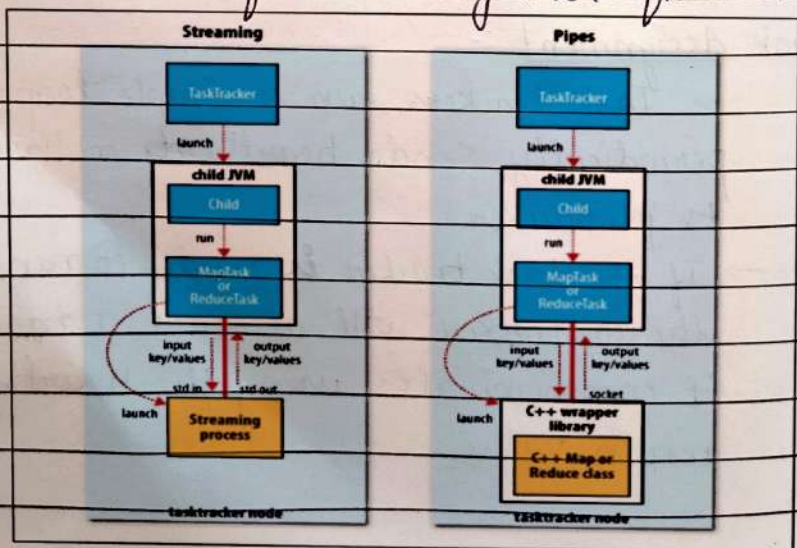 Streaming
TaskTracker
launch
child JVM
Child
run
MapTask
or
ReduceTask
input
key/values
output
key/values
std in
std out
launch
Streaming
process
tasktracker node
Pipes
TaskTracker
launch
child JVM
Child
run
MapTask
or
ReduceTask
input
key/values
output
key/values
socket
launch
C++ wrapper
library
C++ Map or
Reduce class
tasktracker node